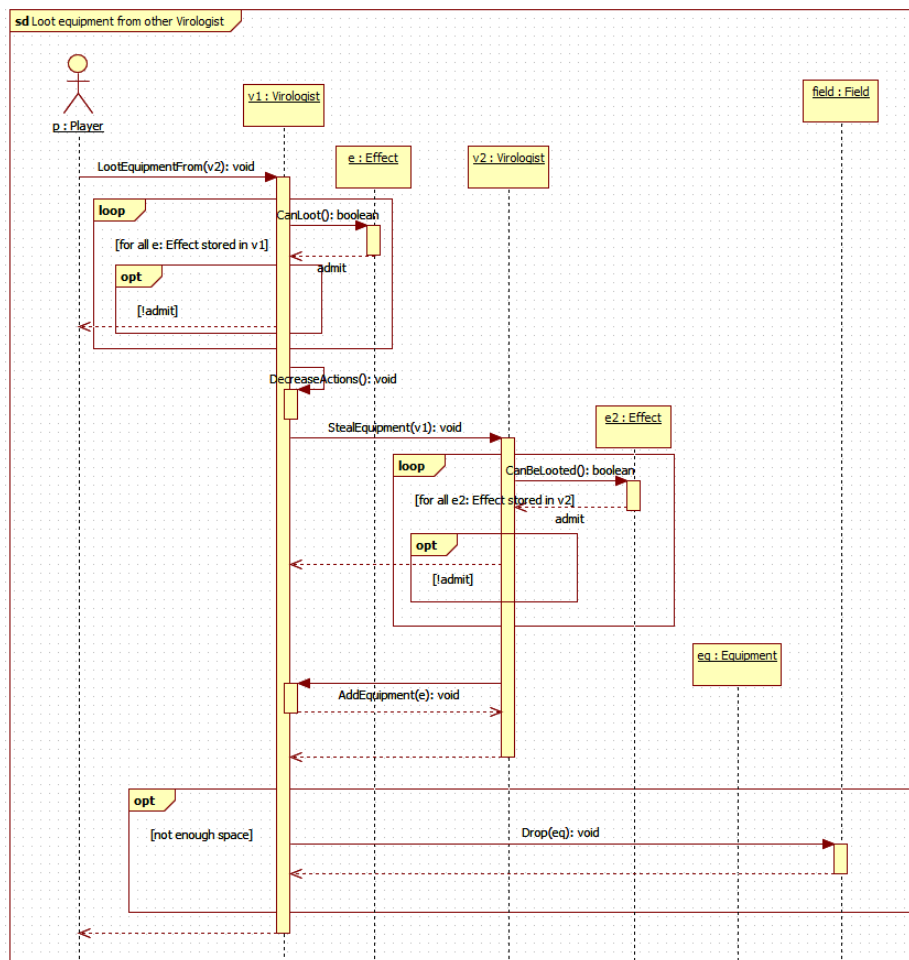 sd Loot equipment from other Virologist
v1 : Virologist
field : Field
p : Player
e : Effect
v2 : Virologist
LootEquipmentFrom(v2): void
loop
CanLoot(): boolean
[for all e: Effect stored in v1]
admit
opt
[!admit]
DecreaseActions(): void
e2 : Effect
StealEquipment(v1): void
loop
CanBeLooted(): boolean
[for all e2: Effect stored in v2]
admit
opt
[!admit]
eq : Equipment
AddEquipment(e): void
opt
[not enough space]
Drop(eq): void